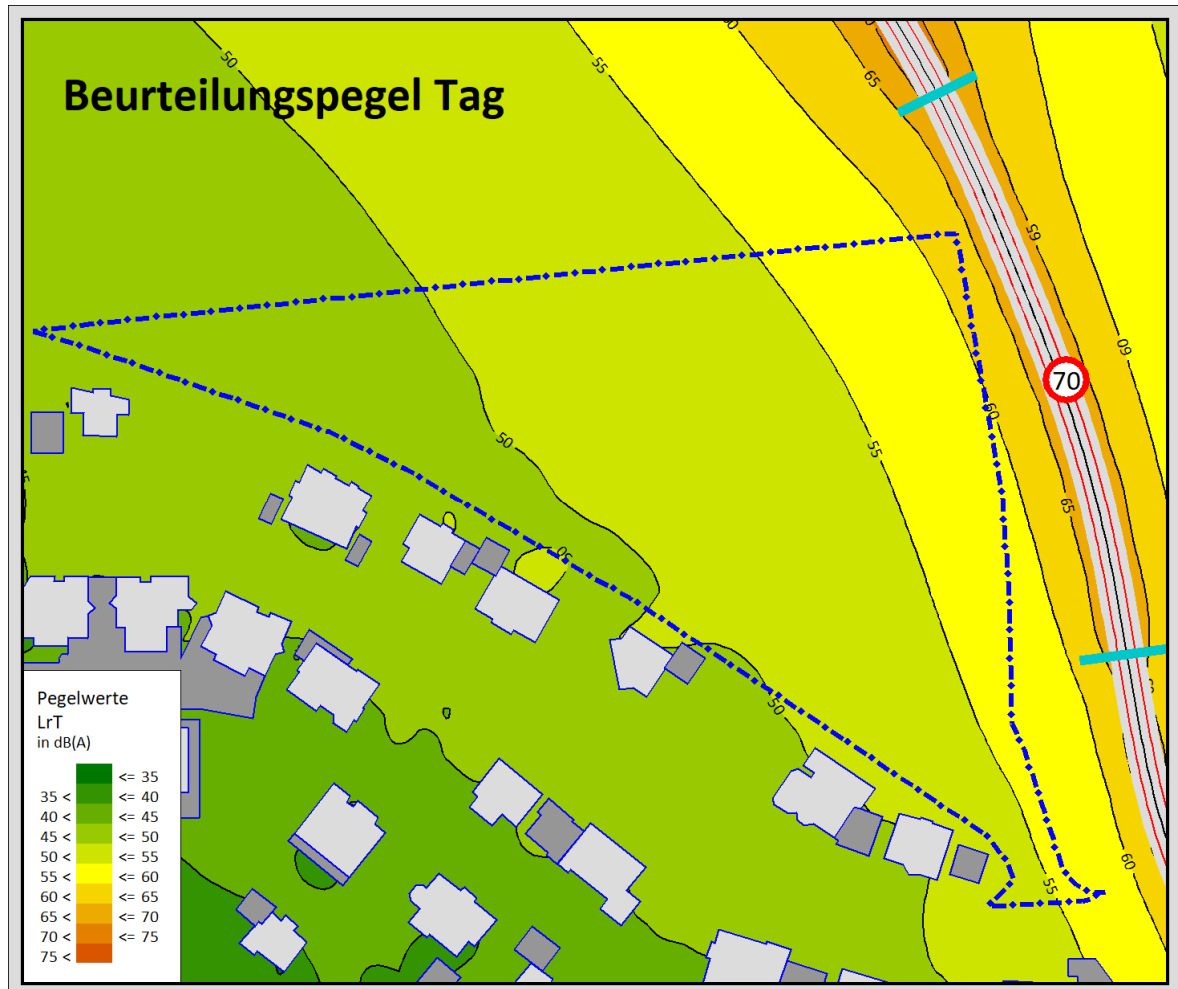 Beurteilungspegel Tag
50
55
60
65
65
60
70
50
55
60
65
50
50
55
60
Pegelwerte
LrT
in dB(A)
<= 35
35 < <= 40
40 < <= 45
45 < <= 50
50 < <= 55
55 < <= 60
60 < <= 65
65 < <= 70
70 < <= 75
75 <